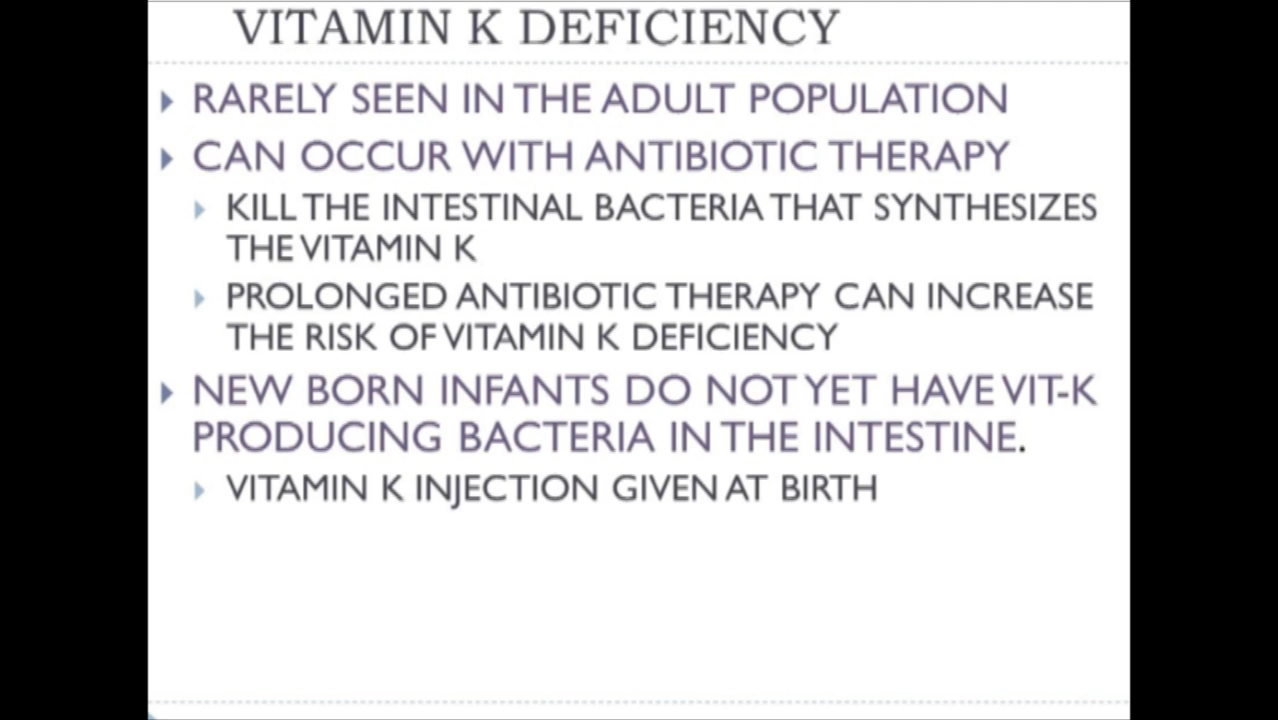 VITAMIN K DEFICIENCY
RARELY SEEN IN THE ADULT POPULATION
CAN OCCUR WITH ANTIBIOTIC THERAPY
KILL THE INTESTINAL BACTERIA THAT SYNTHESIZES
THE VITAMIN K
PROLONGED ANTIBIOTIC THERAPY CAN INCREASE
THE RISK OF VITAMIN K DEFICIENCY
NEW BORN INFANTS DO NOT YET HAVE VIT-K
PRODUCING BACTERIA IN THE INTESTINE.
VITAMIN K INJECTION GIVEN AT BIRTH